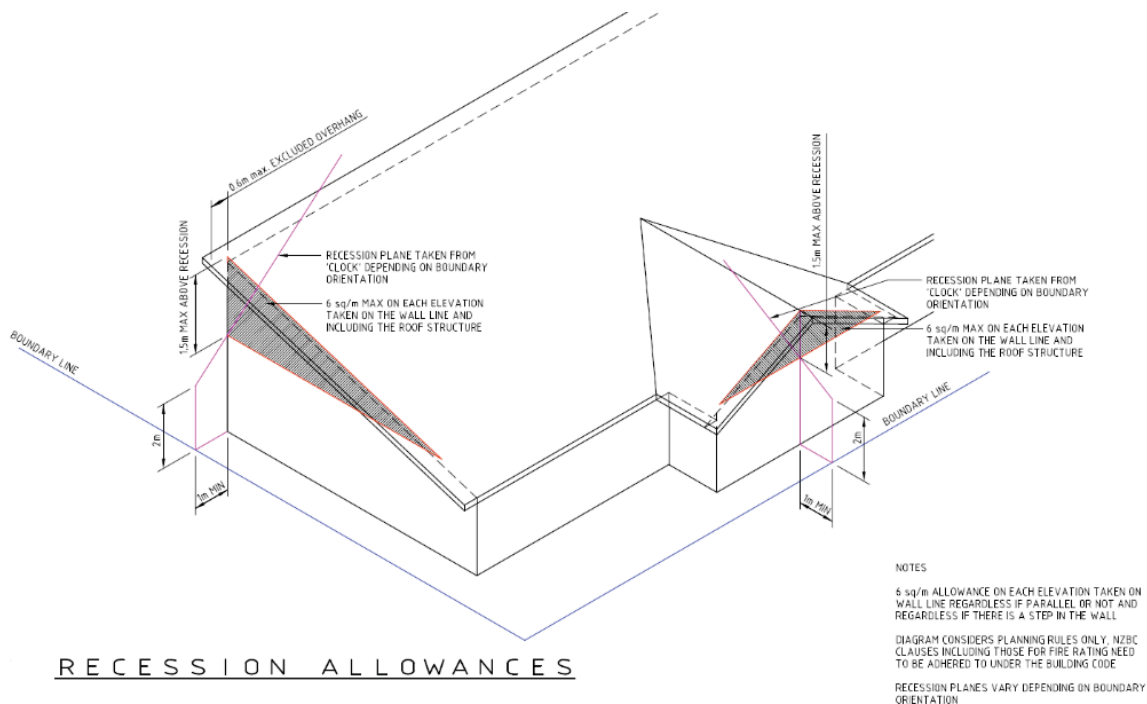 0.6m max. EXCLUDED OVERHANG
1.5m MAX ABOVE RECESSION
RECESSION PLANE TAKEN FROM
'CLOCK' DEPENDING ON BOUNDARY
ORIENTATION
6 sq/m MAX ON EACH ELEVATION
TAKEN ON THE WALL LINE AND
INCLUDING THE ROOF STRUCTURE
1.5m MAX ABOVE RECESSION
RECESSION PLANE TAKEN FROM
'CLOCK' DEPENDING ON BOUNDARY
ORIENTATION
6 sq/m MAX ON EACH ELEVATION
TAKEN ON THE WALL LINE AND
INCLUDING THE ROOF STRUCTURE
BOUNDARY LINE
2m
1m MIN
BOUNDARY LINE
2m
1m MIN
NOTES
6 sq/m ALLOWANCE ON EACH ELEVATION TAKEN ON
WALL LINE REGARDLESS IF PARALLEL OR NOT AND
REGARDLESS IF THERE IS A STEP IN THE WALL
DIAGRAM CONSIDERS PLANNING RULES ONLY, NZBC
CLAUSES INCLUDING THOSE FOR FIRE RATING NEED
TO BE ADHERED TO UNDER THE BUILDING CODE
RECESSION PLANES VARY DEPENDING ON BOUNDARY
ORIENTATION
RECESSION ALLOWANCES